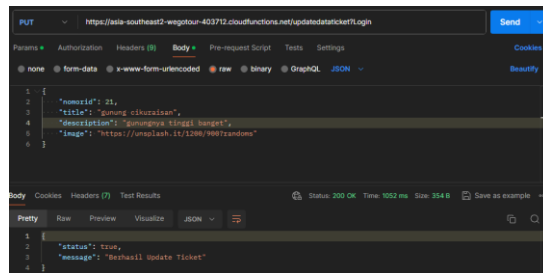 PUT https://asia-southeast2-wegotour-403712.cloudfunctions.net/updatedataticket?Login Send
Params Authorization Headers (9) Body Pre-request Script Tests Settings Cookies
none form-data x-www-form-urlencoded raw binary GraphQL JSON Beautify
1 {
2 "nomorid": 21,
3 "title": "gunung cikuraisan",
4 "description": "gunungnya tinggi banget",
5 "image": "https://unsplash.it/1200/900?randoms"
6 }
Body Cookies Headers (7) Test Results Status: 200 OK Time: 1052 ms Size: 354 B Save as example
Pretty Raw Preview Visualize JSON
1 {
2 "status": true,
3 "message": "Berhasil Update Ticket"
4 }